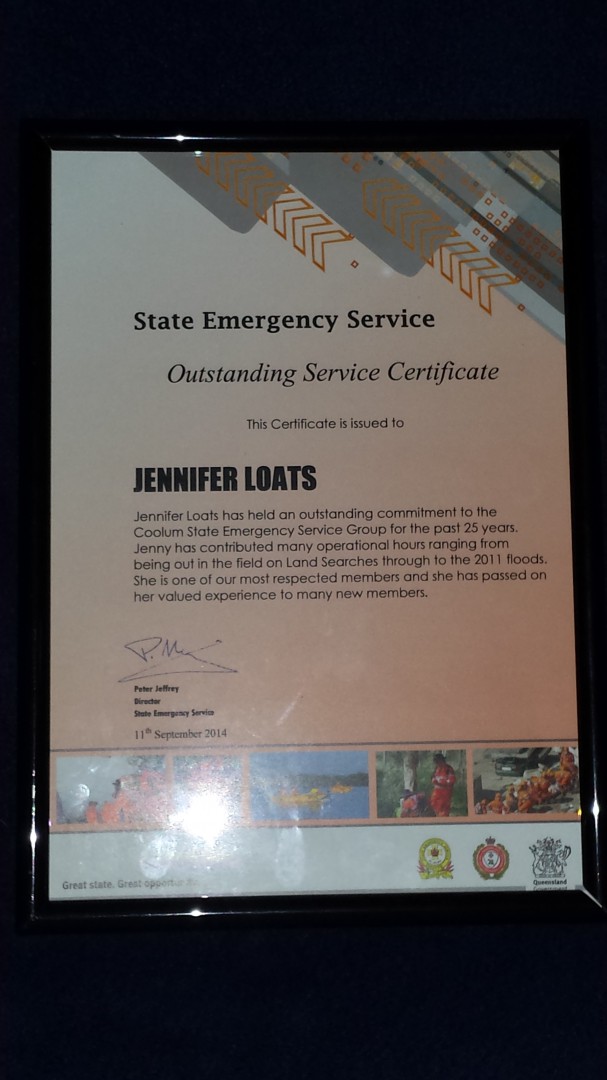 State Emergency Service
Outstanding Service Certificate
This Certificate is issued to
JENNIFER LOATS
Jennifer Loats has held an outstanding commitment to the
Coolum State Emergency Service Group for the past 25 years.
Jenny has contributed many operational hours ranging from
being out in the field on Land Searches through to the 2011 floods.
She is one of our most respected members and she has passed on
her valued experience to many new members.
Peter Jeffrey
Director
State Emergency Service
11th September 2014
Great state. Great
Queensland
Government